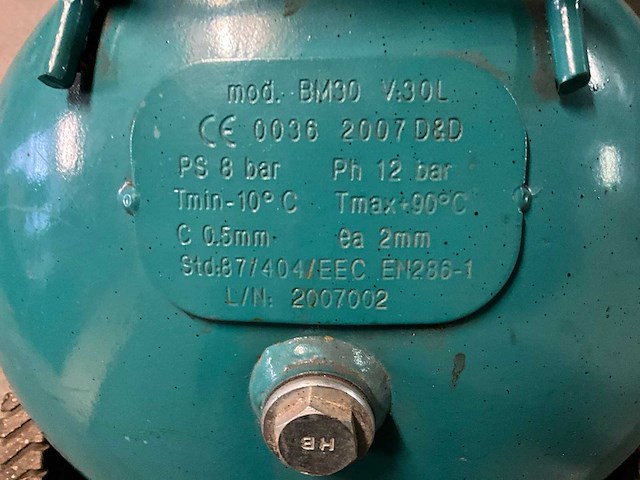 mod. BM30 V:30L
CE 0036 2007 D&D
PS 8 bar Ph 12 bar
Tmin-10°C Tmax+90°C
C 0.5mm ea 2mm
Std:87/404/EEC EN286-1
L/N: 2007002
HB